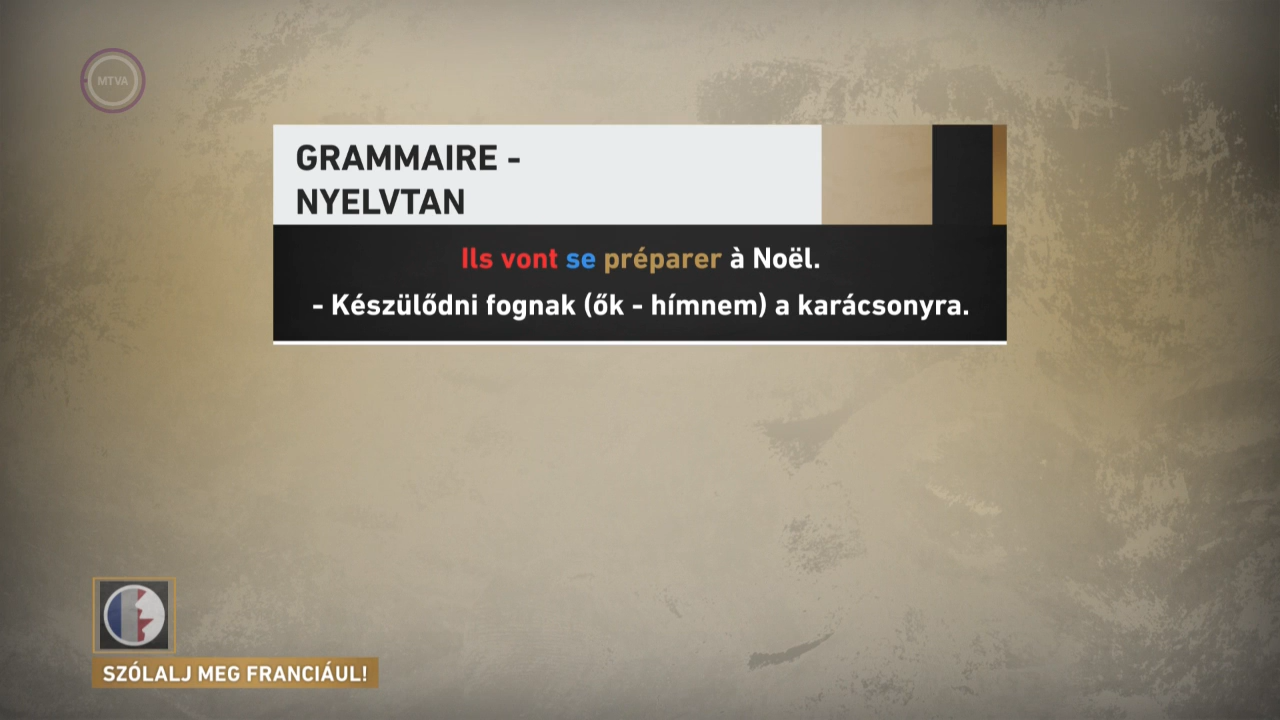 MTVA
GRAMMAIRE -
NYELVTAN
Ils vont se préparer à Noël.
- Készülődni fognak (ők - hímnem) a karácsonyra.
SZÓLALJ MEG FRANCIÁUL!